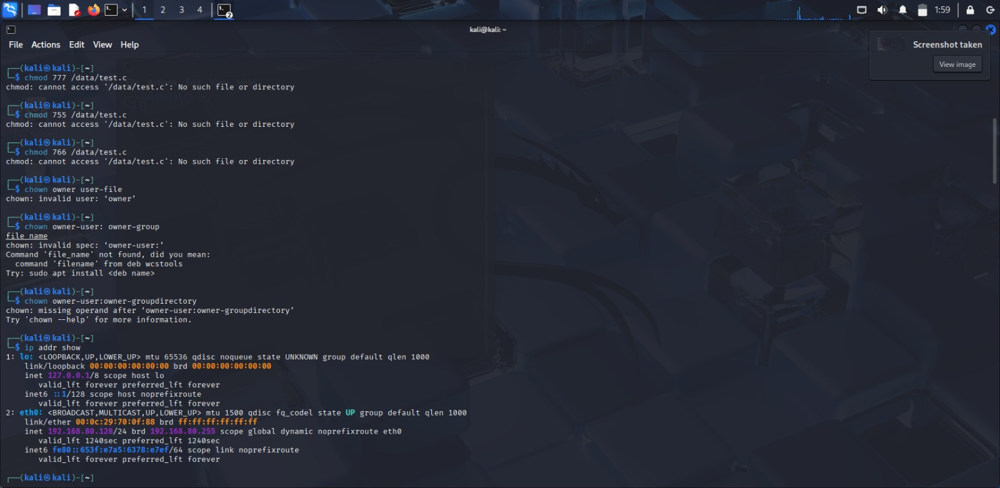 1 2 3 4
2
1:59
kali@kali: ~
File Actions Edit View Help
Screenshot taken
View image
┌──(kali㉿kali)-[~]
└─$ chmod 777 /data/test.c
chmod: cannot access '/data/test.c': No such file or directory
┌──(kali㉿kali)-[~]
└─$ chmod 755 /data/test.c
chmod: cannot access '/data/test.c': No such file or directory
┌──(kali㉿kali)-[~]
└─$ chmod 766 /data/test.c
chmod: cannot access '/data/test.c': No such file or directory
┌──(kali㉿kali)-[~]
└─$ chown owner user-file
chown: invalid user: ‘owner’
┌──(kali㉿kali)-[~]
└─$ chown owner-user: owner-group
file_name
chown: invalid spec: ‘owner-user:’
Command 'file_name' not found, did you mean:
command 'filename' from deb wcstools
Try: sudo apt install <deb name>
┌──(kali㉿kali)-[~]
└─$ chown owner-user:owner-groupdirectory
chown: missing operand after ‘owner-user:owner-groupdirectory’
Try 'chown --help' for more information.
┌──(kali㉿kali)-[~]
└─$ ip addr show
1: lo: <LOOPBACK,UP,LOWER_UP> mtu 65536 qdisc noqueue state UNKNOWN group default qlen 1000
link/loopback 00:00:00:00:00:00 brd 00:00:00:00:00:00
inet 127.0.0.1/8 scope host lo
valid_lft forever preferred_lft forever
inet6 ::1/128 scope host noprefixroute
valid_lft forever preferred_lft forever
2: eth0: <BROADCAST,MULTICAST,UP,LOWER_UP> mtu 1500 qdisc fq_codel state UP group default qlen 1000
link/ether 00:0c:29:70:0f:88 brd ff:ff:ff:ff:ff:ff
inet 192.168.80.128/24 brd 192.168.80.255 scope global dynamic noprefixroute eth0
valid_lft 1240sec preferred_lft 1240sec
inet6 fe80::653f:e7a5:6378:e7ef/64 scope link noprefixroute
valid_lft forever preferred_lft forever
┌──(kali㉿kali)-[~]